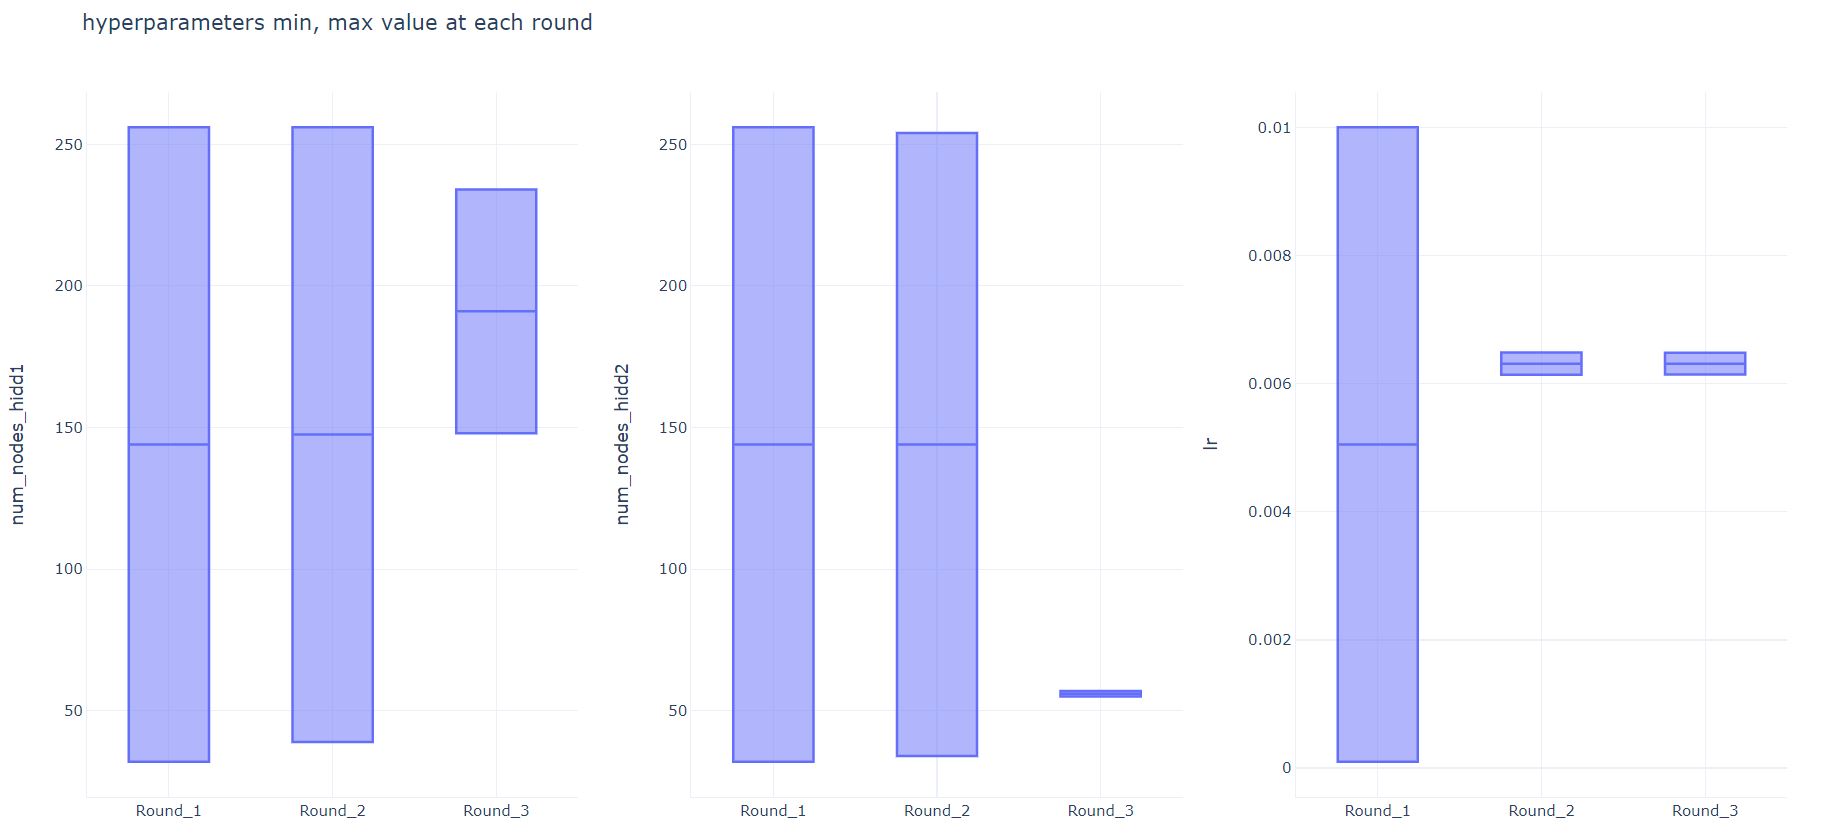 hyperparameters min, max value at each round
num_nodes_hidd1
250
200
150
100
50
Round_1
Round_2
Round_3
num_nodes_hidd2
250
200
150
100
50
Round_1
Round_2
Round_3
lr
0.01
0.008
0.006
0.004
0.002
0
Round_1
Round_2
Round_3